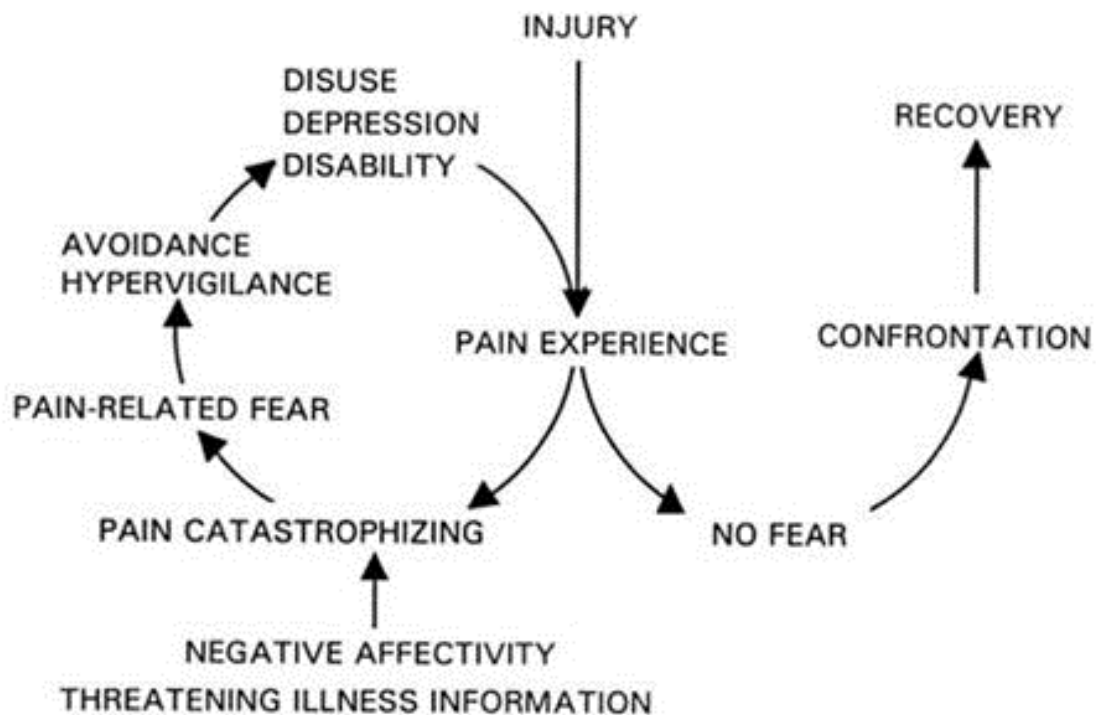 INJURY
DISUSE
DEPRESSION
DISABILITY
RECOVERY
AVOIDANCE
HYPERVIGILANCE
PAIN EXPERIENCE
CONFRONTATION
PAIN-RELATED FEAR
PAIN CATASTROPHIZING
NO FEAR
NEGATIVE AFFECTIVITY
THREATENING ILLNESS INFORMATION